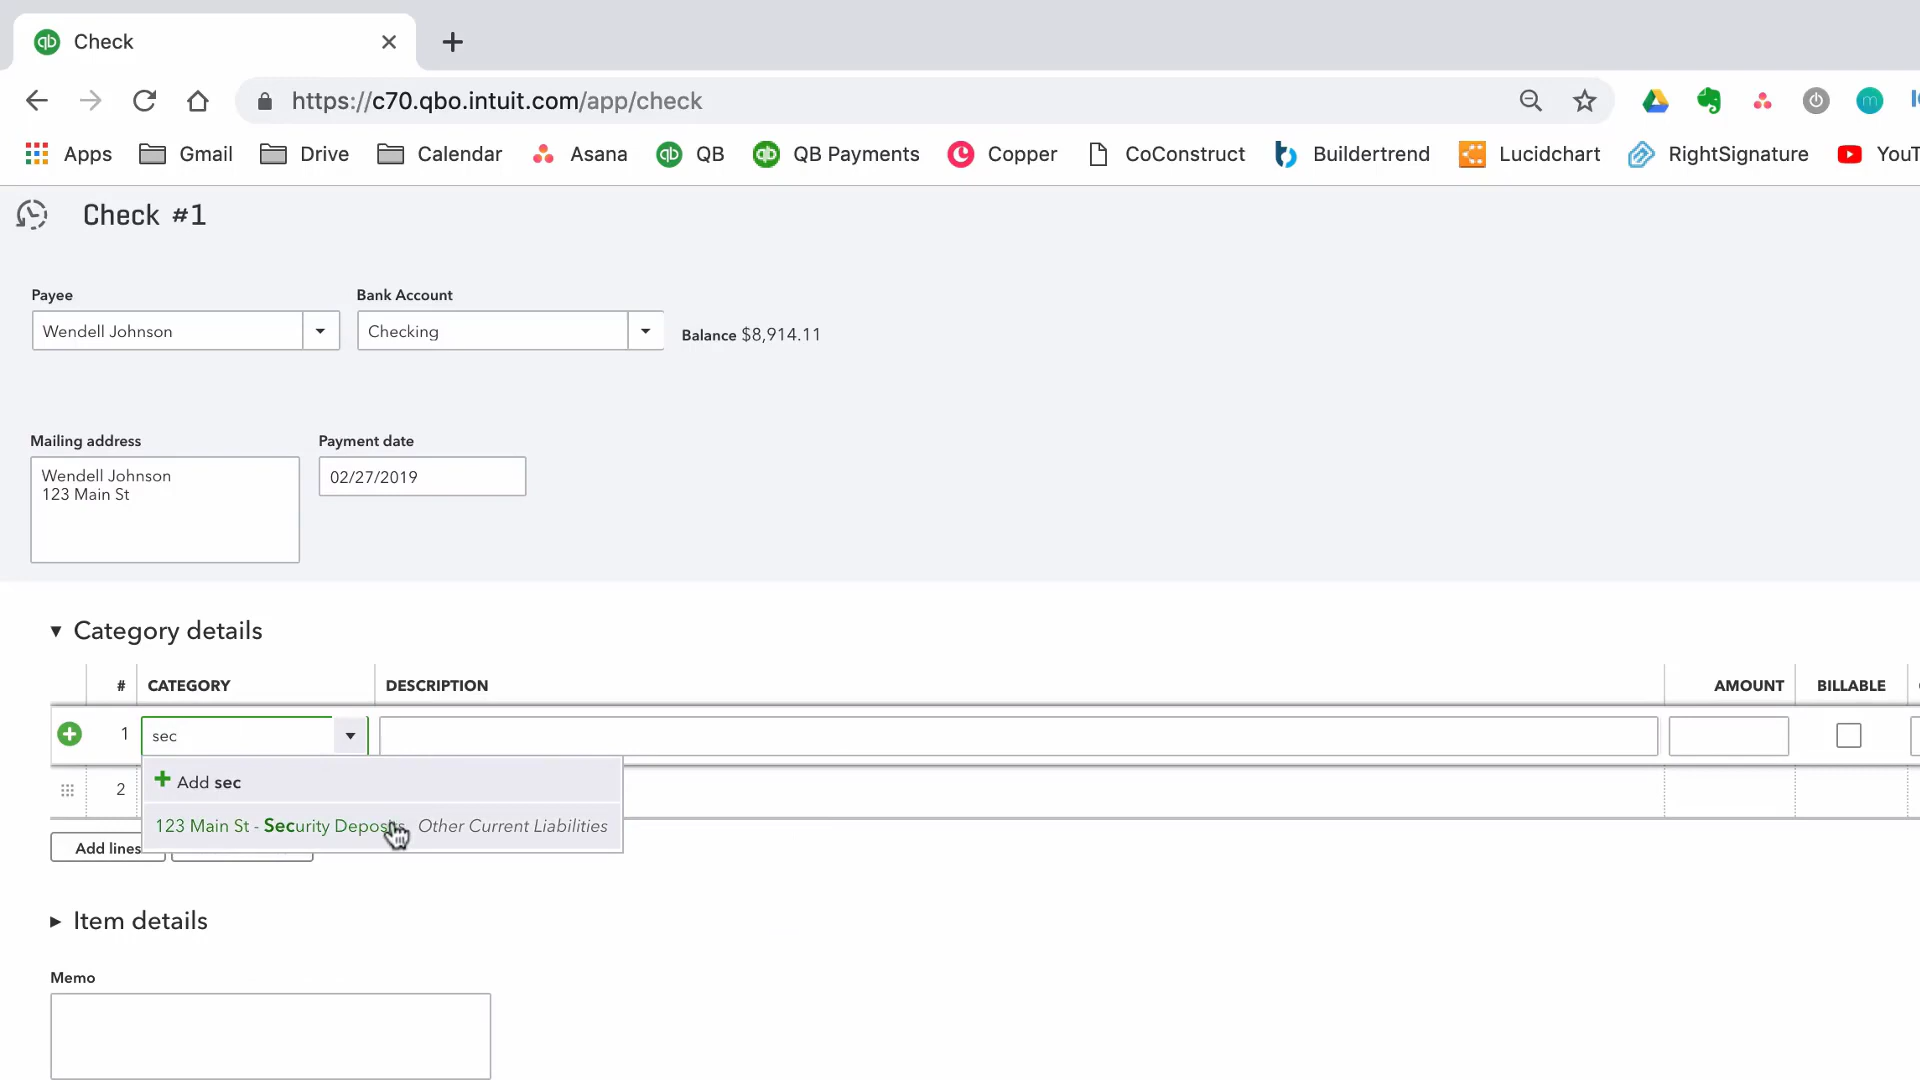 qb Check
https://c70.qbo.intuit.com/app/check
m
Apps Gmail Drive Calendar Asana qb QB qb QB Payments Copper CoConstruct Buildertrend Lucidchart RightSignature YouT
Check #1
Payee Bank Account
Wendell Johnson Checking Balance $8,914.11
Mailing address Payment date
Wendell Johnson
123 Main St
02/27/2019
Category details
# CATEGORY DESCRIPTION AMOUNT BILLABLE
1 sec
Add sec
2
123 Main St - Security Deposits Other Current Liabilities
Add lines
Item details
Memo